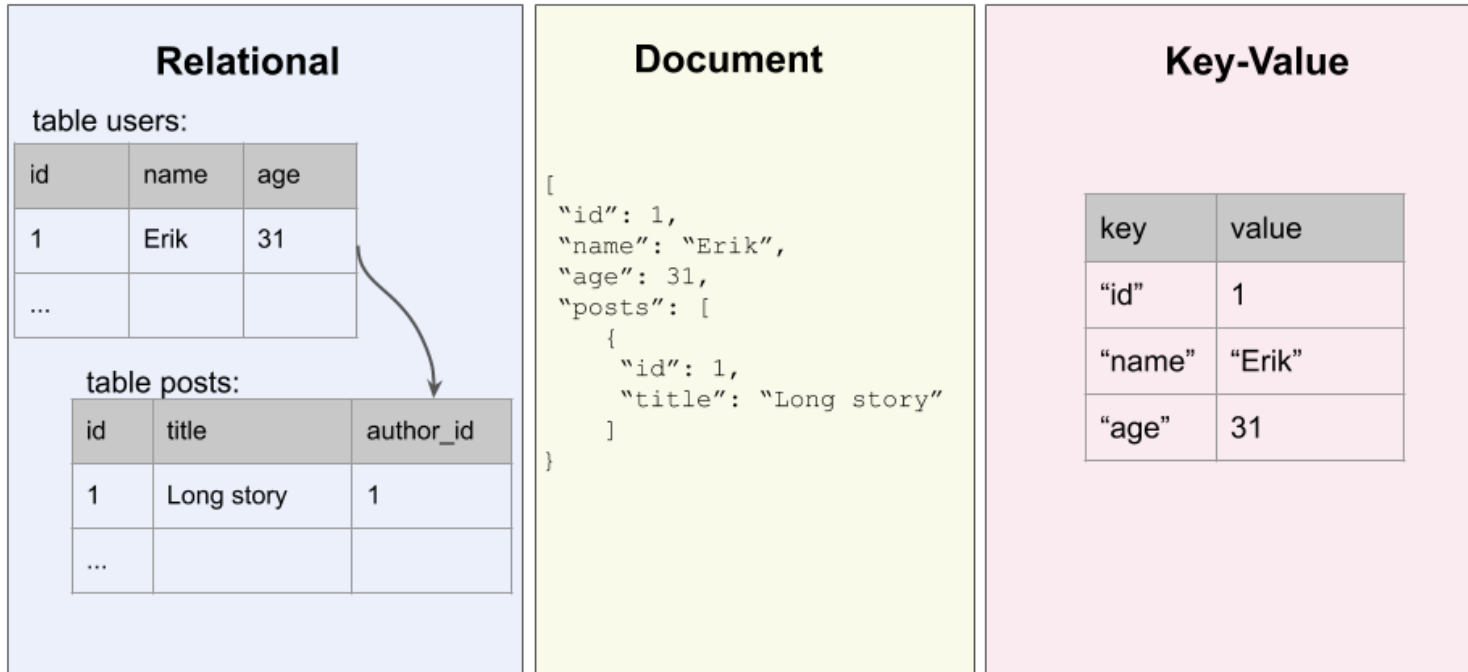 Relational
table users:
id name age
1 Erik 31
...
table posts:
id title author_id
1 Long story 1
...
Document
[
“id”: 1,
“name”: “Erik”,
“age”: 31,
“posts”: [
{
“id”: 1,
“title”: “Long story”
]
}
Key-Value
key value
“id” 1
“name” “Erik”
“age” 31